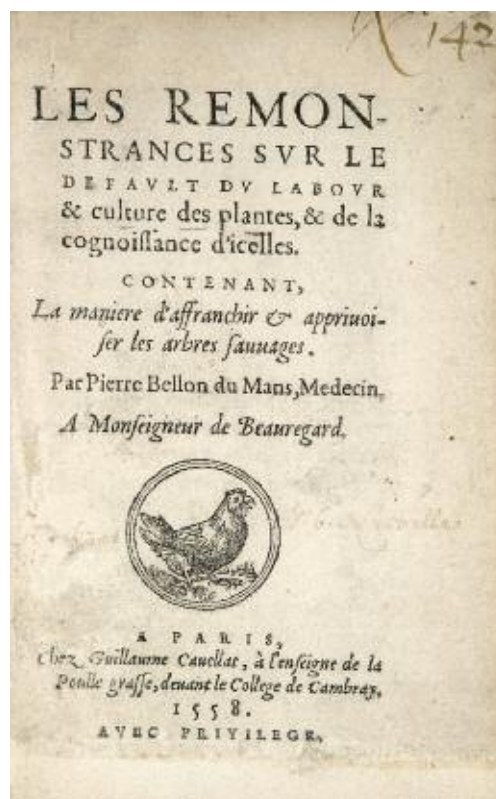 142
LES REMON-
STRANCES SVR LE
DEFAVLT DV LABOVR
& culture des plantes, & de la
cognoiſſance d'icelles.
CONTENANT,
La maniere d'affranchir & appriuoi-
ſer les arbres ſauuages.
Par Pierre Bellon du Mans, Medecin.
A Monſeigneur de Beauregard.
A PARIS,
Chez Guillaume Cauellat, à l'enſeigne de la
Poulle graſſe, deuant le College de Cambray.
1558.
AVEC PRIVILEGE.